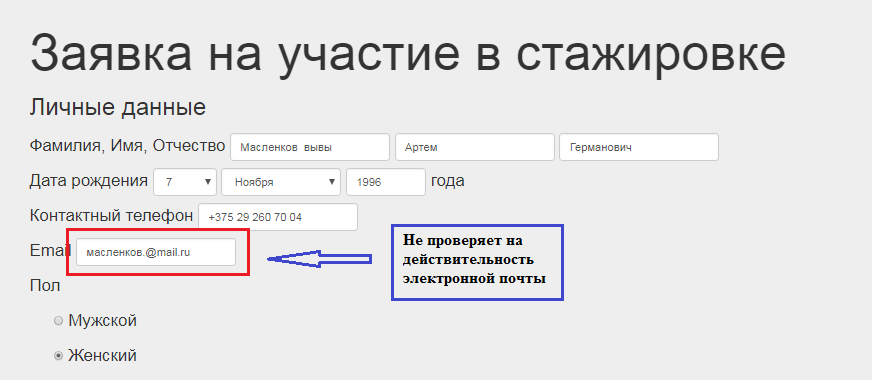 Заявка на участие в стажировке
Личные данные
Фамилия, Имя, Отчество Масленков вывы Артем Германович
Дата рождения 7 Ноября 1996 года
Контактный телефон +375 29 260 70 04
Email масленков.@mail.ru
Не проверяет на
действительность
электронной почты
Пол
Мужской
Женский